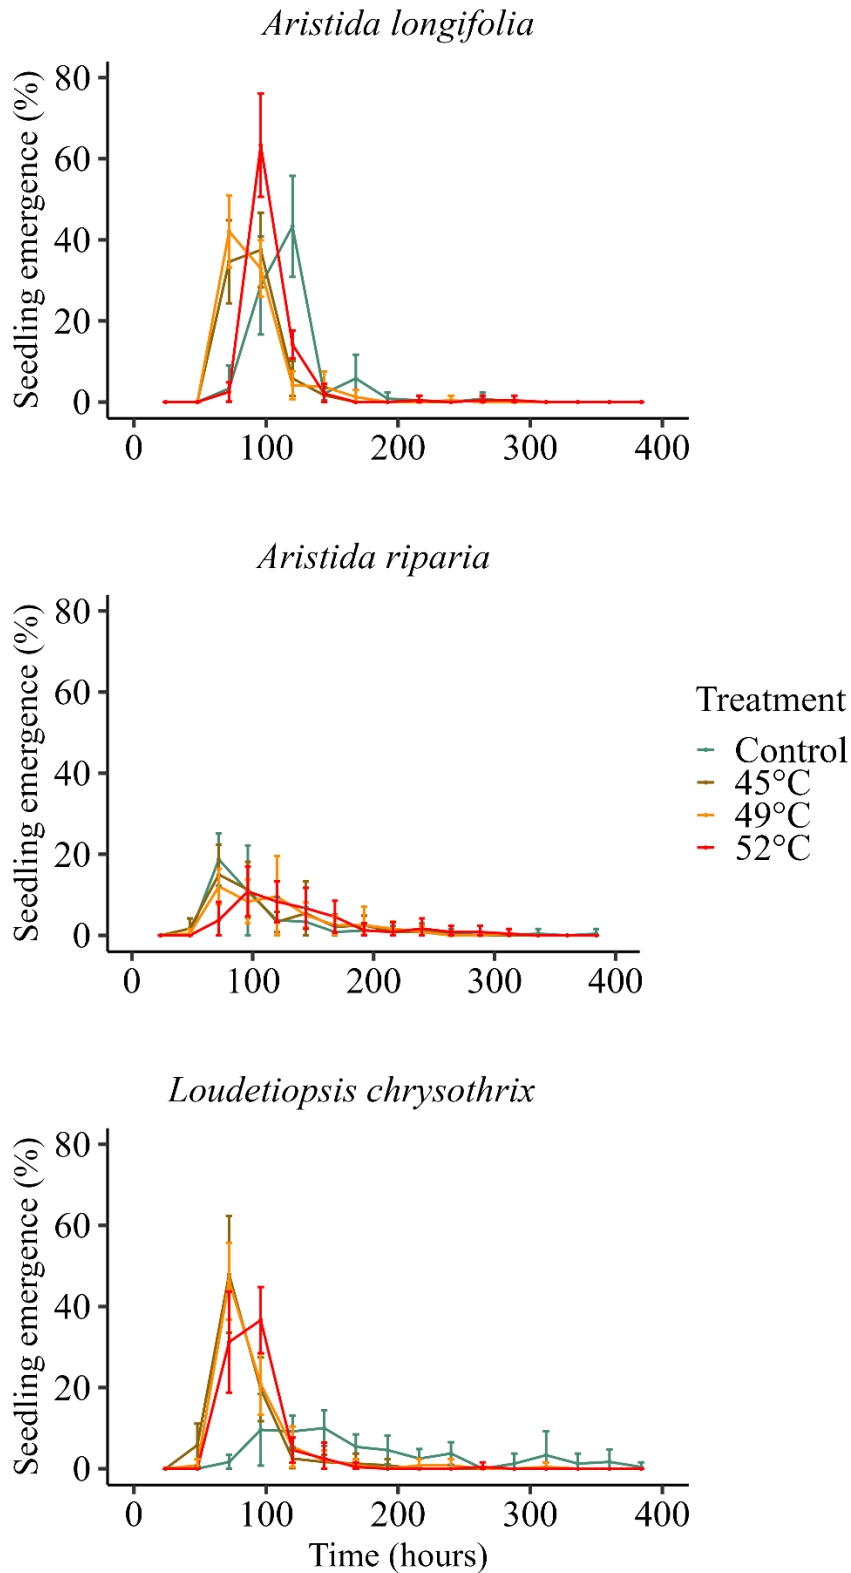 Aristida longifolia
Seedling emergence (%)
80
60
40
20
0
0 100 200 300 400
Aristida riparia
Seedling emergence (%)
80
60
40
20
0
0 100 200 300 400
Treatment
Control
45°C
49°C
52°C
Loudetiopsis chrysothrix
Seedling emergence (%)
80
60
40
20
0
0 100 200 300 400
Time (hours)